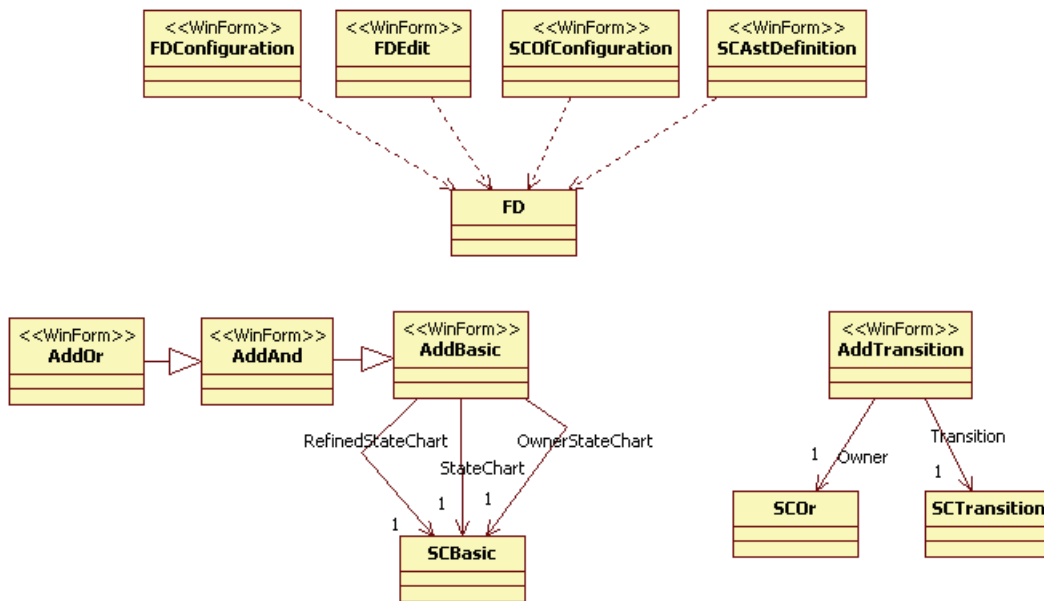 <<WinForm>>
FDConfiguration
<<WinForm>>
FDEdit
<<WinForm>>
SCOfConfiguration
<<WinForm>>
SCAstDefinition
FD
<<WinForm>>
AddOr
<<WinForm>>
AddAnd
<<WinForm>>
AddBasic
<<WinForm>>
AddTransition
RefinedStateChart
OwnerStateChart
StateChart
Transition
Owner
1
1
1
1
1
SCBasic
SCOr
SCTransition